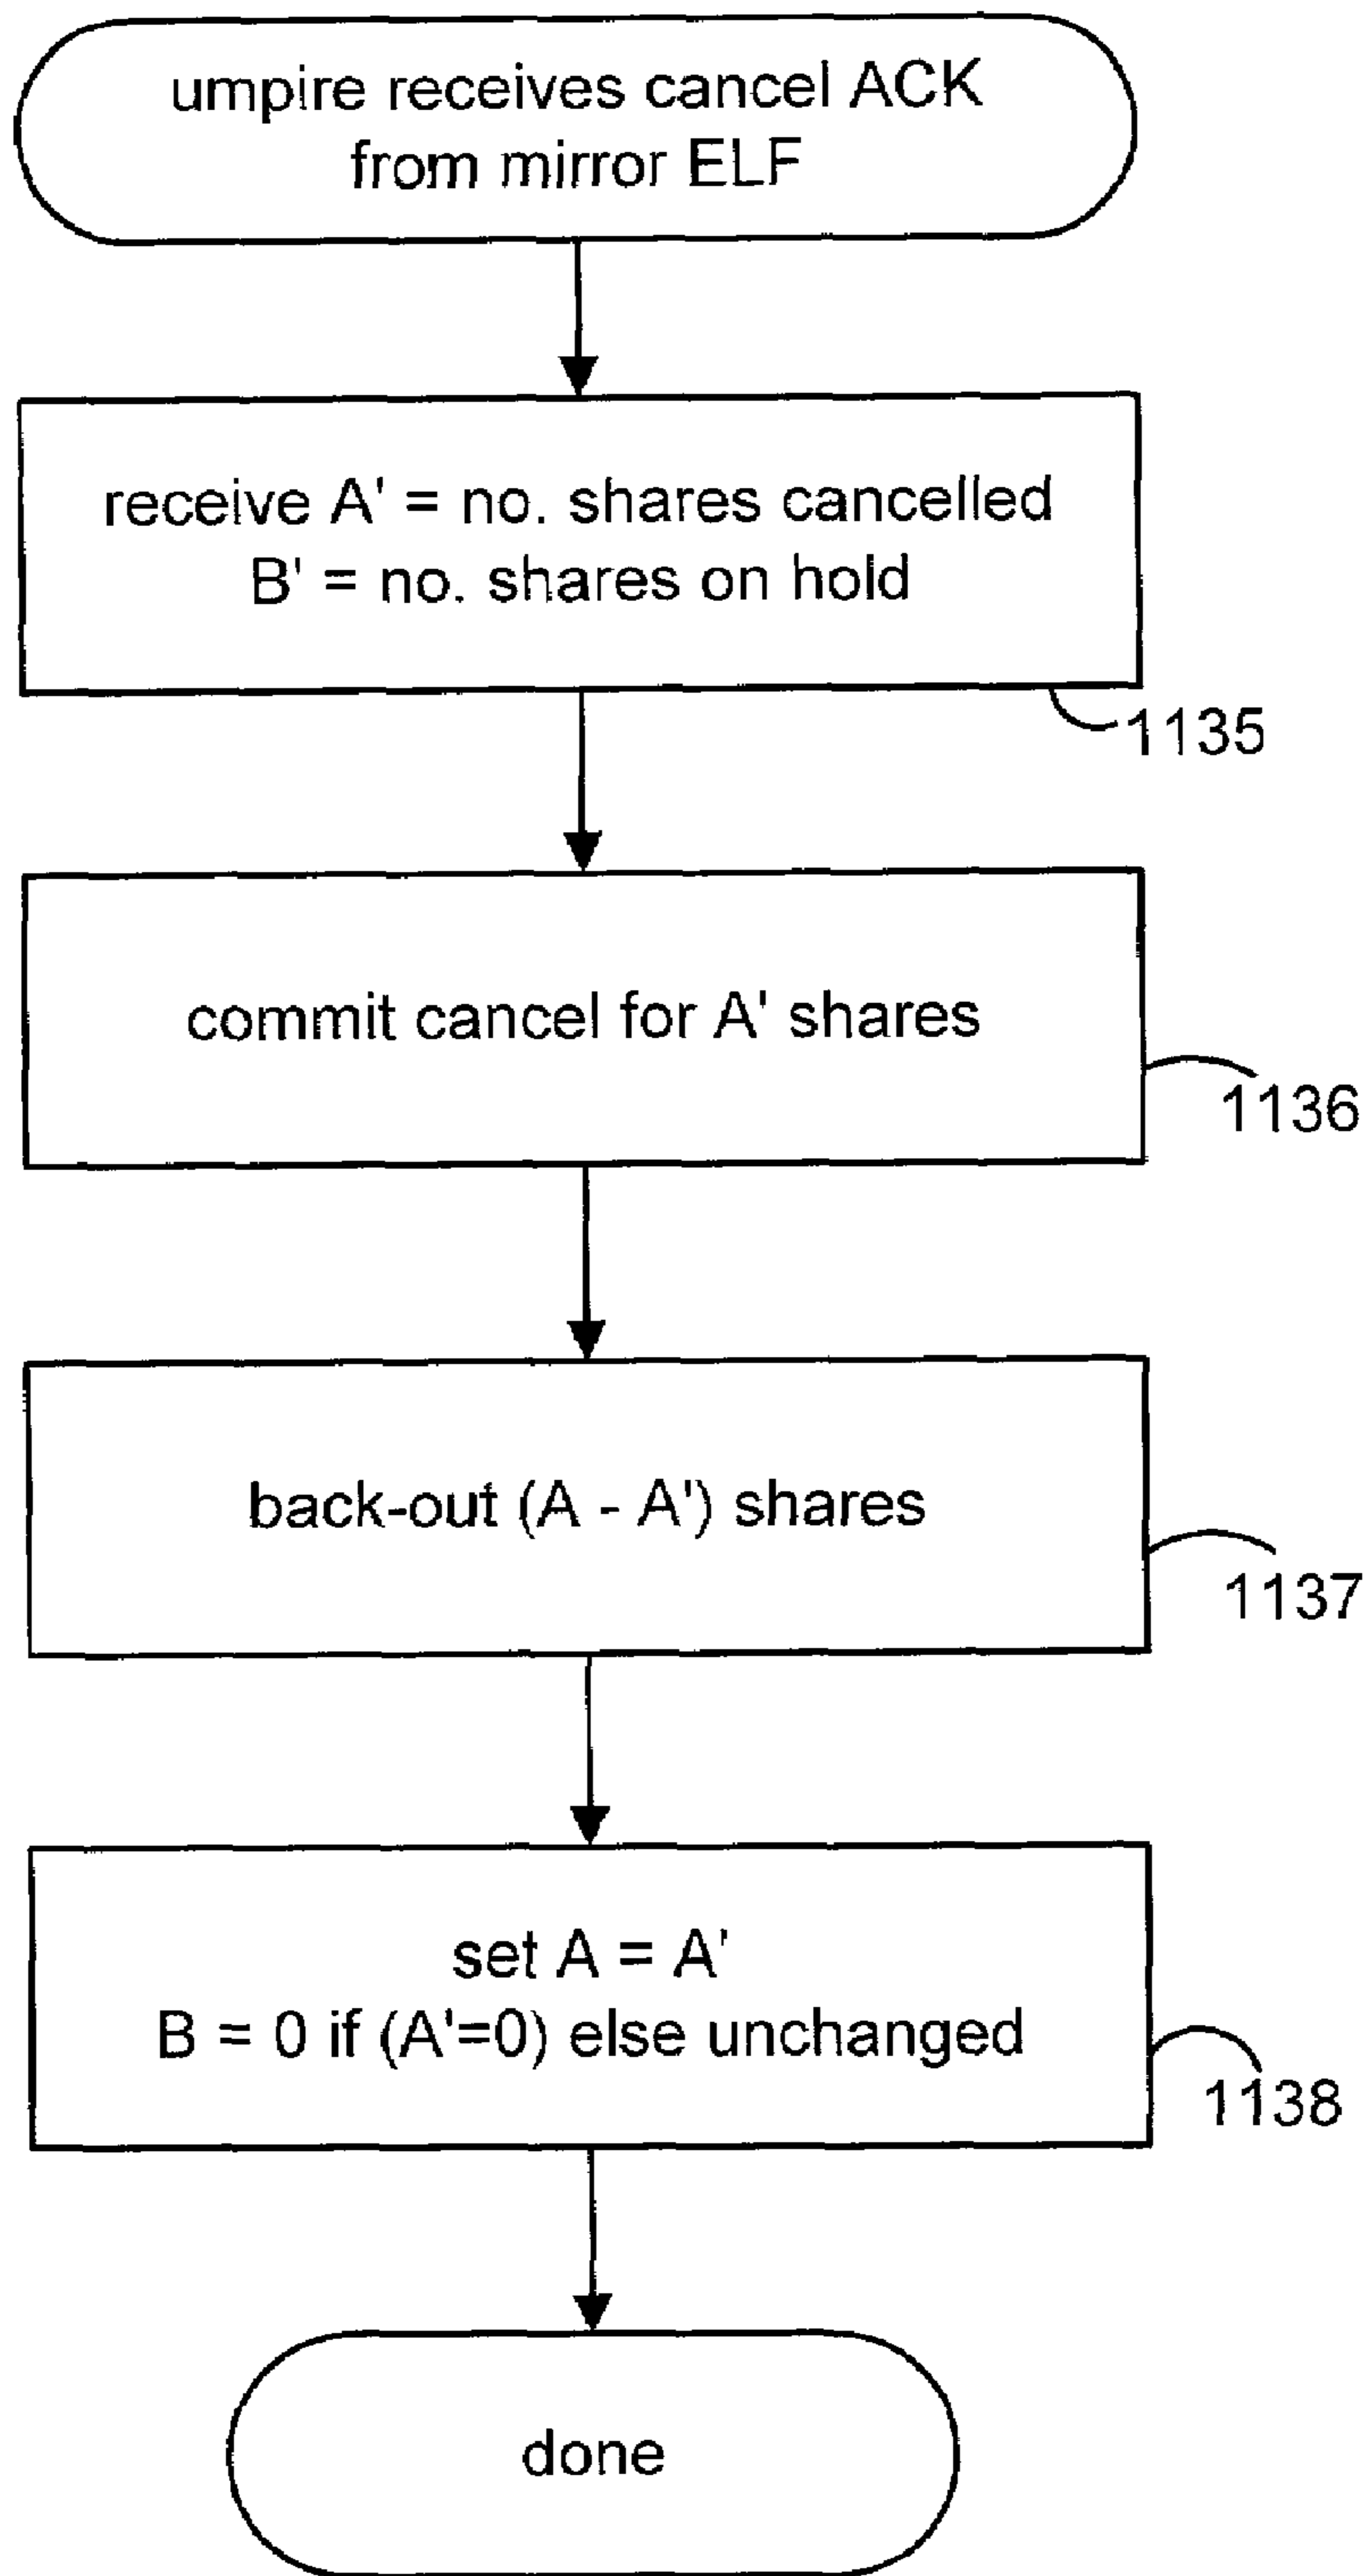 umpire receives cancel ACK
from mirror ELF
receive A' = no. shares cancelled
B' = no. shares on hold
1135
commit cancel for A' shares
1136
back-out (A - A') shares
1137
set A = A'
B = 0 if (A'=0) else unchanged
1138
done